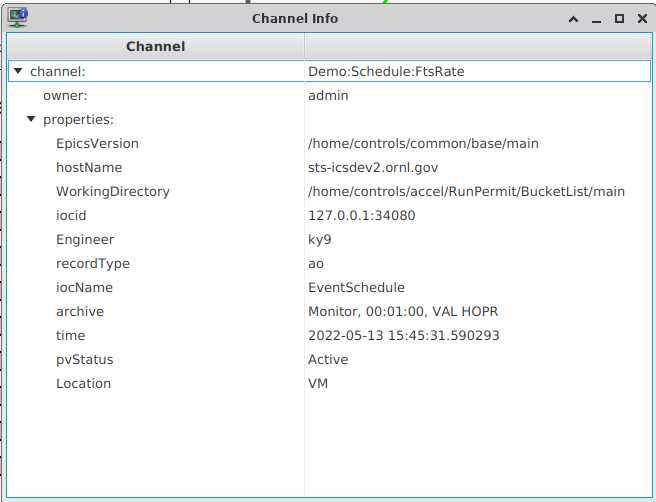 Channel Info
Channel
channel: Demo:Schedule:FtsRate
owner: admin
properties:
EpicsVersion /home/controls/common/base/main
hostName sts-icsdev2.ornl.gov
WorkingDirectory /home/controls/accel/RunPermit/BucketList/main
iocid 127.0.0.1:34080
Engineer ky9
recordType ao
iocName EventSchedule
archive Monitor, 00:01:00, VAL HOPR
time 2022-05-13 15:45:31.590293
pvStatus Active
Location VM